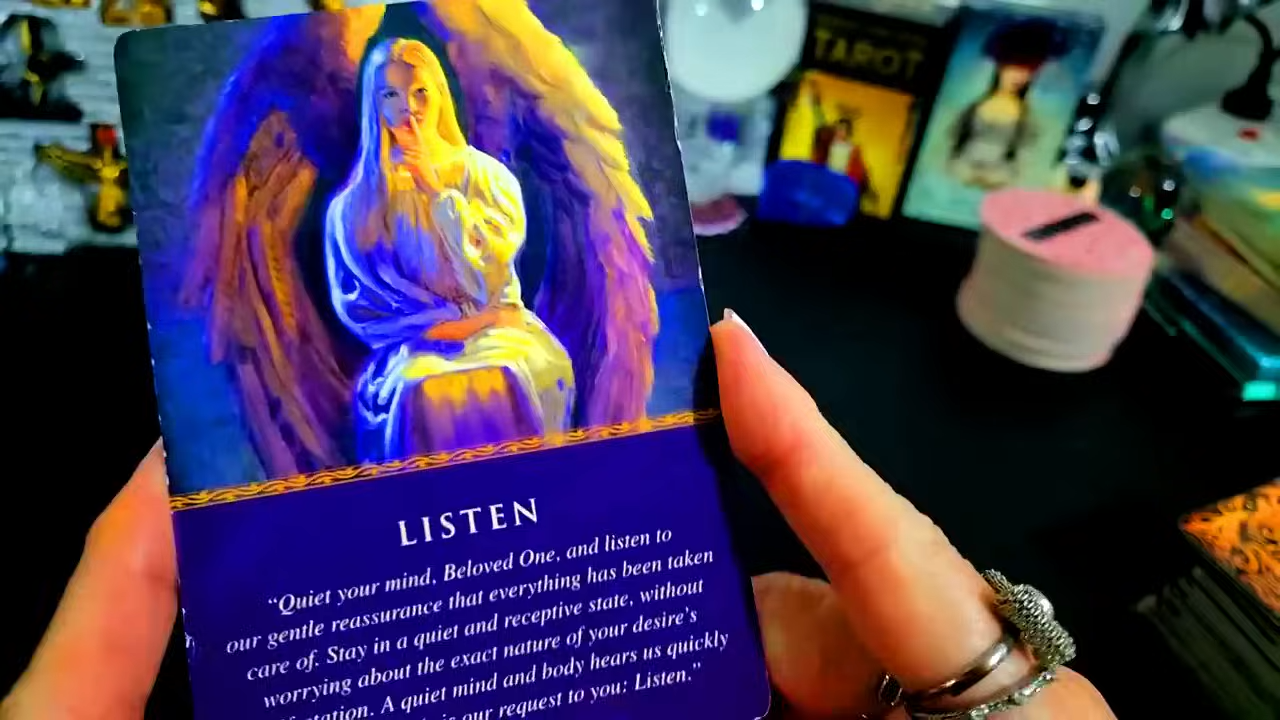 TAROT
LISTEN
“Quiet your mind, Beloved One, and listen to
our gentle reassurance that everything has been taken
care of. Stay in a quiet and receptive state, without
worrying about the exact nature of your desire’s
A quiet mind and body hears us quickly
our request to you: Listen.”